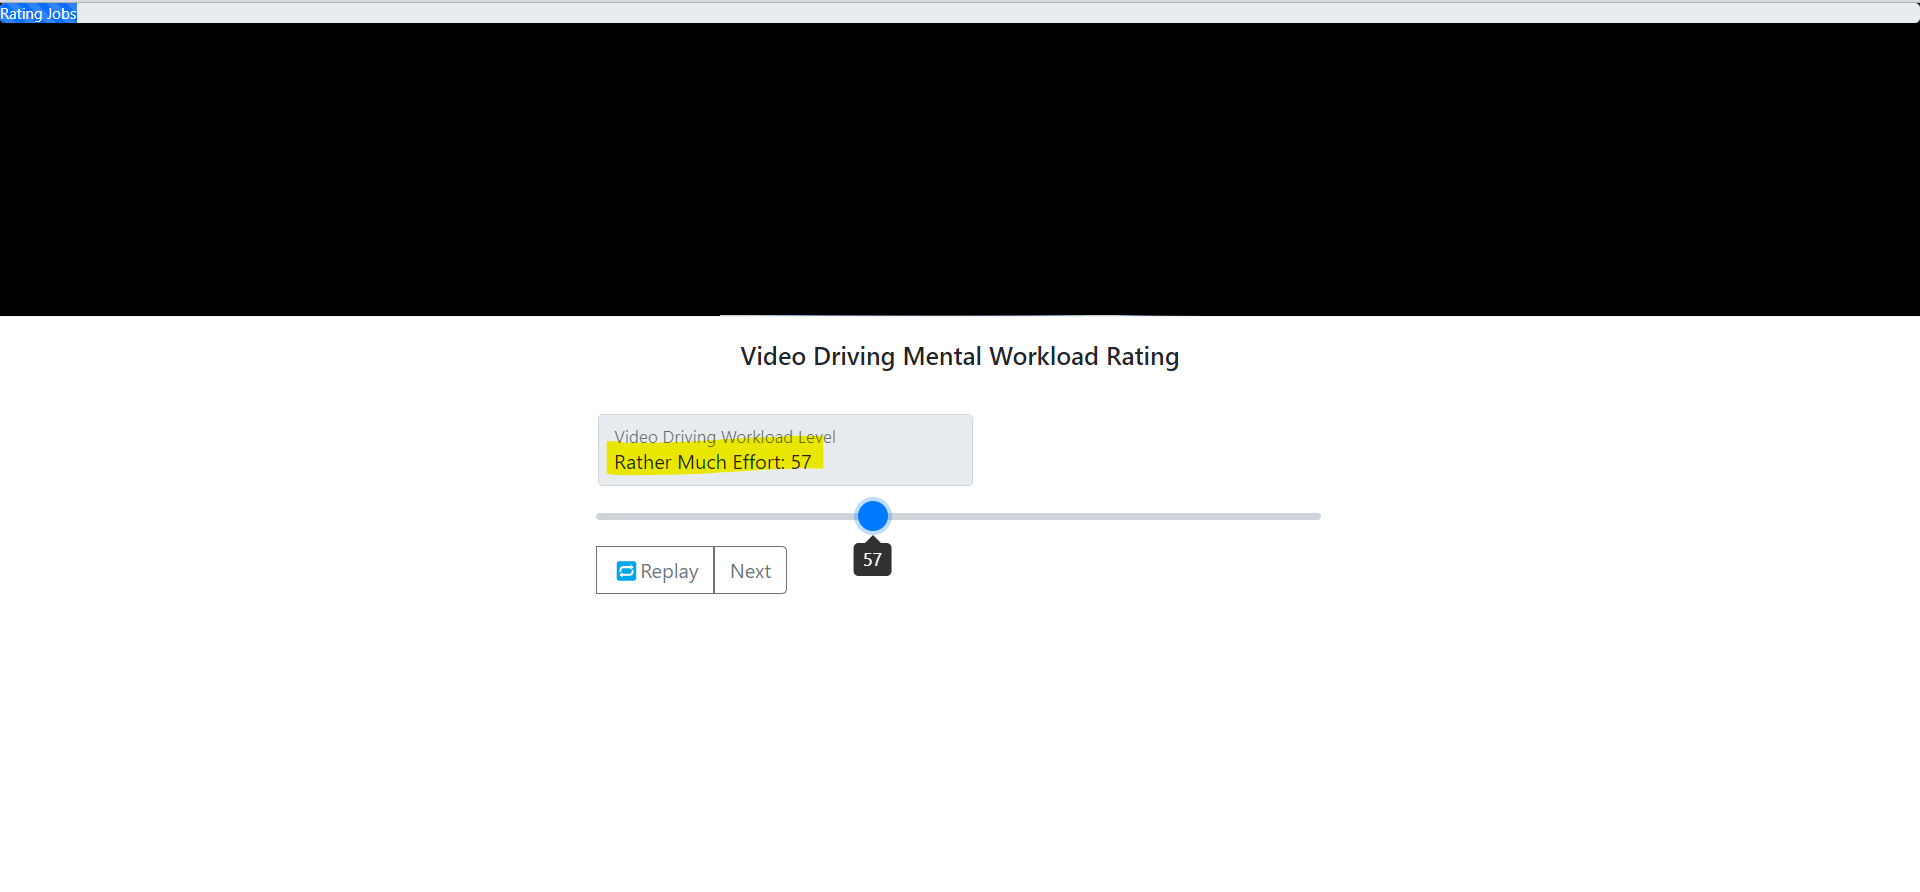 Rating Jobs
Video Driving Mental Workload Rating
Video Driving Workload Level
Rather Much Effort: 57
57
Replay
Next